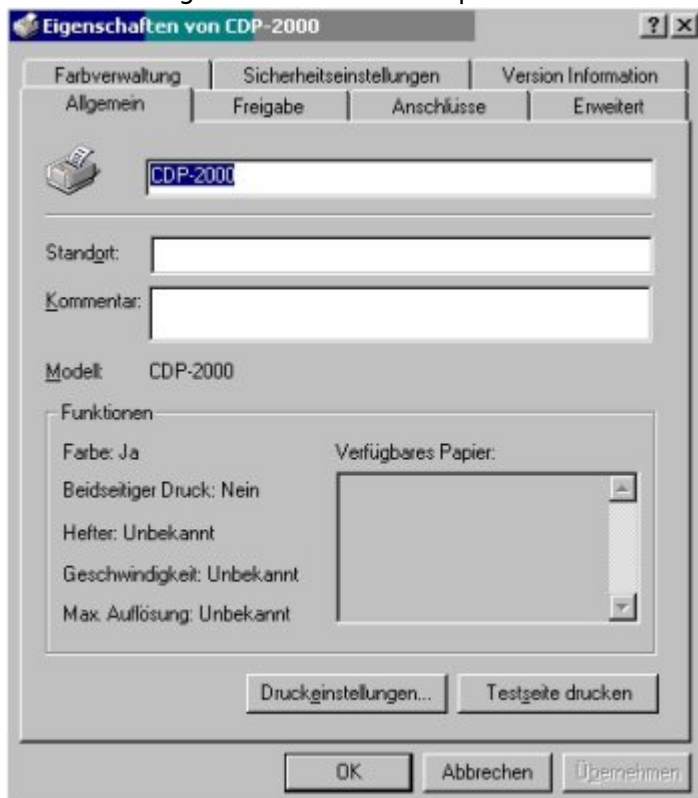 Eigenschaften von CDP-2000
Farbverwaltung Sicherheitseinstellungen Version Information
Allgemein Freigabe Anschlüsse Erweitert
CDP-2000
Standort:
Kommentar:
Modell: CDP-2000
Funktionen
Farbe: Ja Verfügbares Papier:
Beidseitiger Druck: Nein
Hefter: Unbekannt
Geschwindigkeit: Unbekannt
Max. Auflösung: Unbekannt
Druckeinstellungen... Testseite drucken
OK Abbrechen Übernehmen